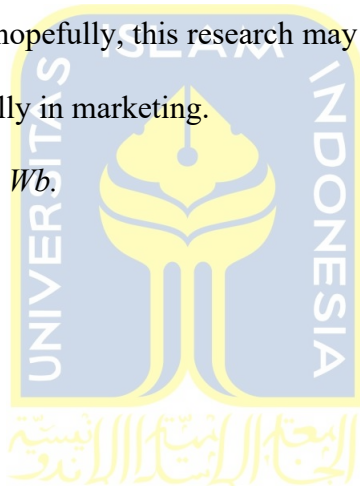 hopefully, this research may
ISLAM
lly in marketing.
Wb.
UNIVERSITAS
INDONESIA